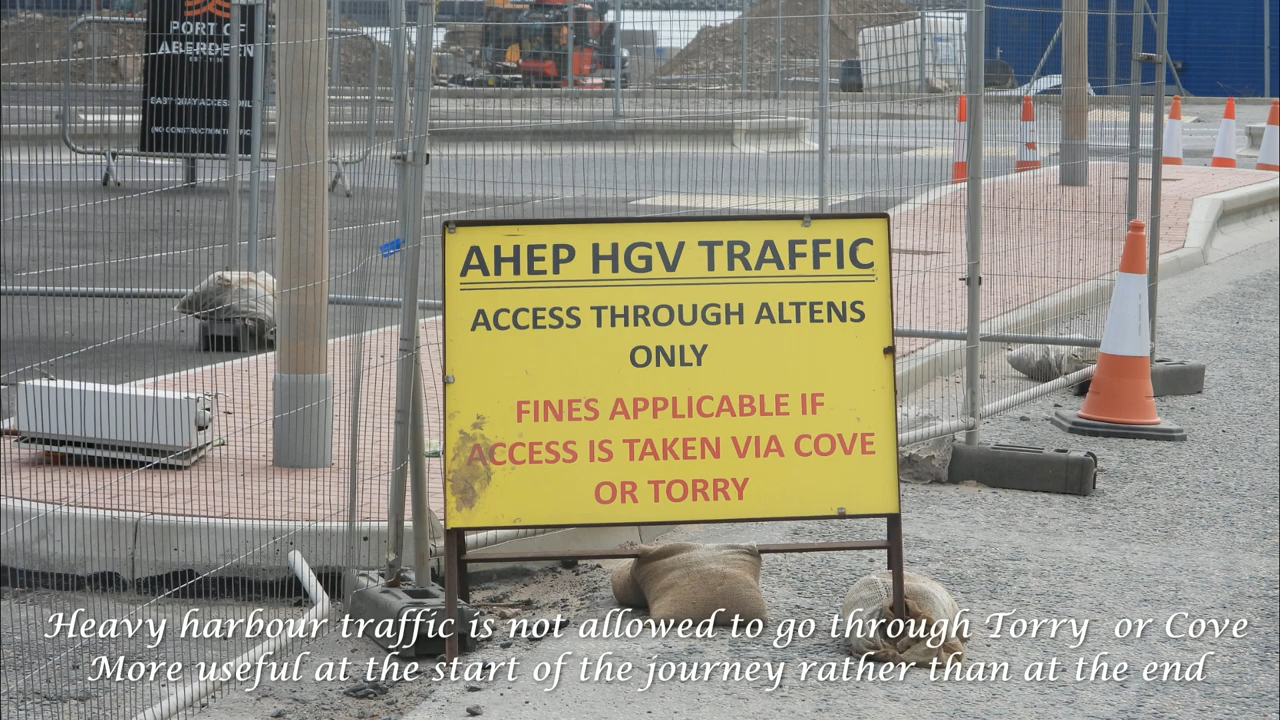 PORT OF
ABERDEEN
EAST QUAY ACCESS ONLY
(NO CONSTRUCTION TRAFFIC)
AHEP HGV TRAFFIC
ACCESS THROUGH ALTENS
ONLY
FINES APPLICABLE IF
ACCESS IS TAKEN VIA COVE
OR TORRY
Heavy harbour traffic is not allowed to go through Torry or Cove
More useful at the start of the journey rather than at the end